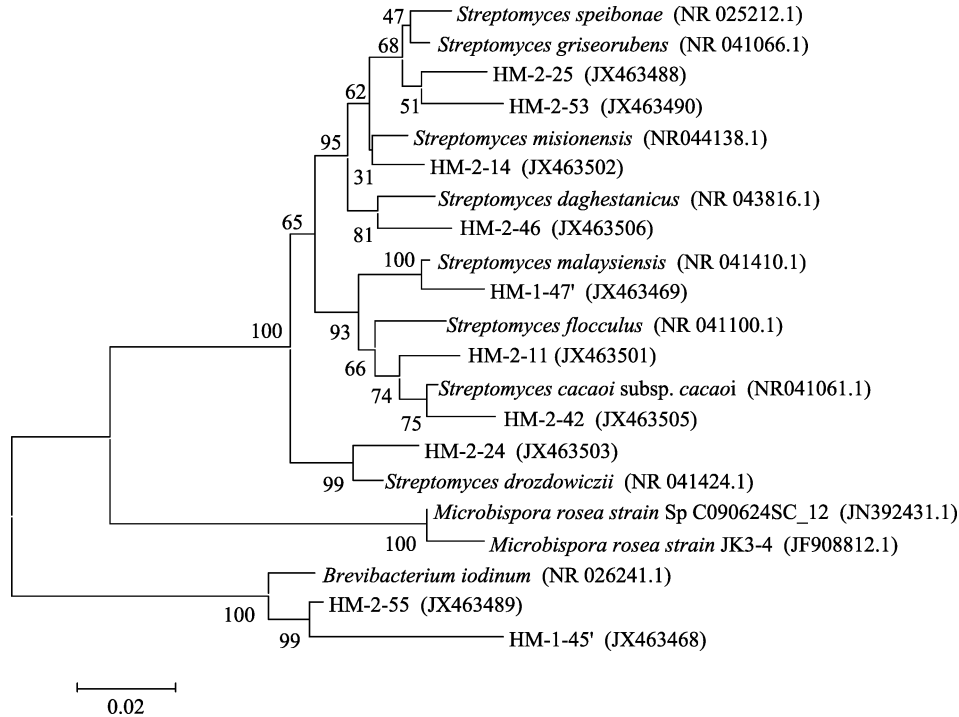 47 Streptomyces speibonae (NR 025212.1)
68 Streptomyces griseorubens (NR 041066.1)
HM-2-25 (JX463488)
62
51 HM-2-53 (JX463490)
95 Streptomyces misionensis (NR044138.1)
31 HM-2-14 (JX463502)
Streptomyces daghestanicus (NR 043816.1)
65
81 HM-2-46 (JX463506)
100 Streptomyces malaysiensis (NR 041410.1)
HM-1-47' (JX463469)
100 93 Streptomyces flocculus (NR 041100.1)
HM-2-11 (JX463501)
66
74 Streptomyces cacaoi subsp. cacaoi (NR041061.1)
75 HM-2-42 (JX463505)
HM-2-24 (JX463503)
99 Streptomyces drozdowiczii (NR 041424.1)
Microbispora rosea strain Sp C090624SC_12 (JN392431.1)
100 Microbispora rosea strain JK3-4 (JF908812.1)
Brevibacterium iodinum (NR 026241.1)
100 HM-2-55 (JX463489)
99 HM-1-45' (JX463468)
0.02